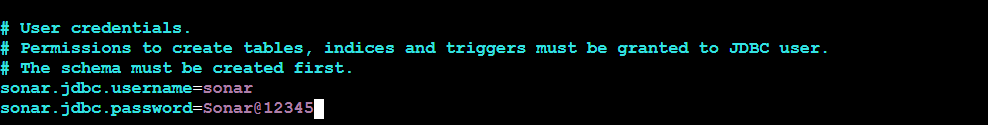 # User credentials.
# Permissions to create tables, indices and triggers must be granted to JDBC user.
# The schema must be created first.
sonar.jdbc.username=sonar
sonar.jdbc.password=Sonar@12345